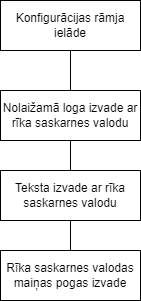 Konfigurācijas rāmja
ielāde
Nolaižamā loga izvade ar
rīka saskarnes valodu
Teksta izvade ar rīka
saskarnes valodu
Rīka saskarnes valodas
maiņas pogas izvade